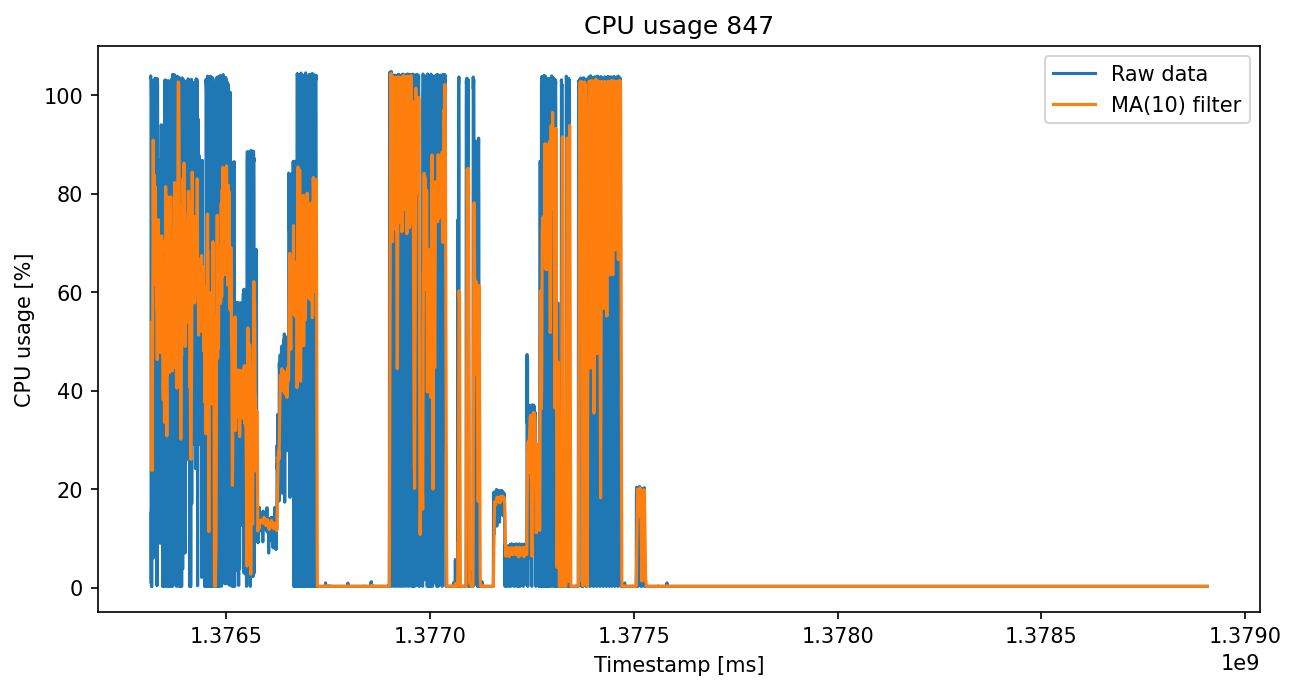 CPU usage 847
Raw data
MA(10) filter
CPU usage [%]
100
80
60
40
20
0
1.3765 1.3770 1.3775 1.3780 1.3785 1.3790
1e9
Timestamp [ms]